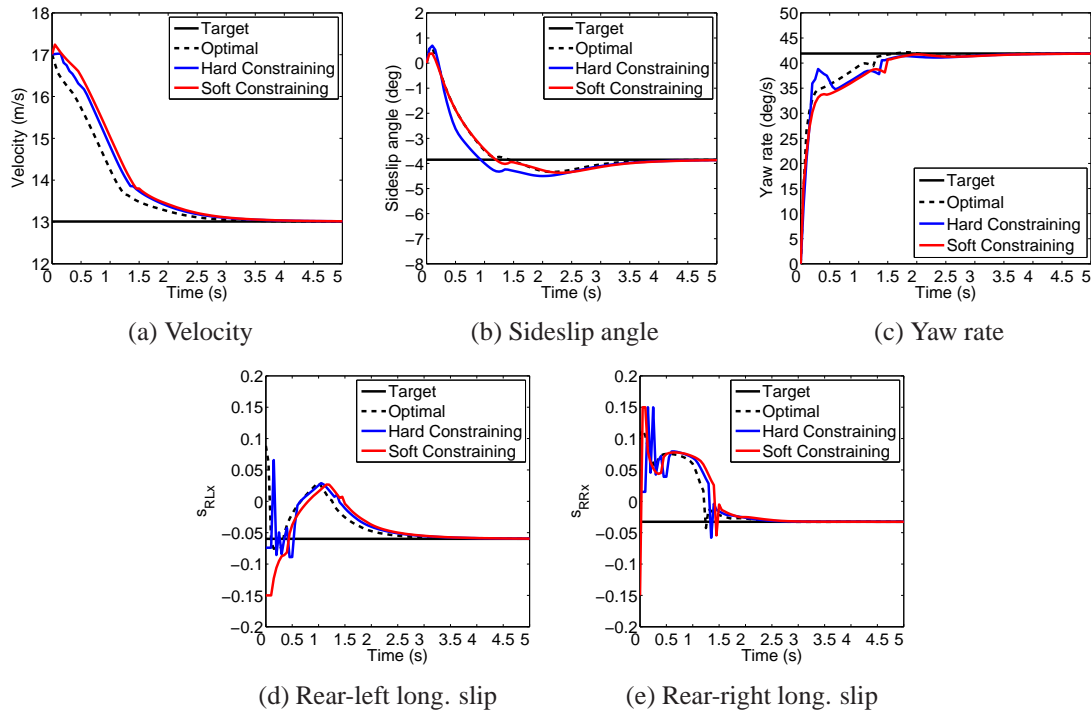 18
17
16
15
14
13
12
Velocity (m/s)
0 0.5 1 1.5 2 2.5 3 3.5 4 4.5 5
Time (s)
Target
Optimal
Hard Constraining
Soft Constraining
(a) Velocity
2
1
0
−1
−2
−3
−4
−5
−6
−7
−8
Sideslip angle (deg)
0 0.5 1 1.5 2 2.5 3 3.5 4 4.5 5
Time (s)
Target
Optimal
Hard Constraining
Soft Constraining
(b) Sideslip angle
50
45
40
35
30
25
20
15
10
5
0
Yaw rate (deg/s)
0 0.5 1 1.5 2 2.5 3 3.5 4 4.5 5
Time (s)
Target
Optimal
Hard Constraining
Soft Constraining
(c) Yaw rate
0.2
0.15
0.1
0.05
0
−0.05
−0.1
−0.15
−0.2
sRLx
0 0.5 1 1.5 2 2.5 3 3.5 4 4.5 5
Time (s)
Target
Optimal
Hard Constraining
Soft Constraining
(d) Rear-left long. slip
0.2
0.15
0.1
0.05
0
−0.05
−0.1
−0.15
−0.2
sRRx
0 0.5 1 1.5 2 2.5 3 3.5 4 4.5 5
Time (s)
Target
Optimal
Hard Constraining
Soft Constraining
(e) Rear-right long. slip